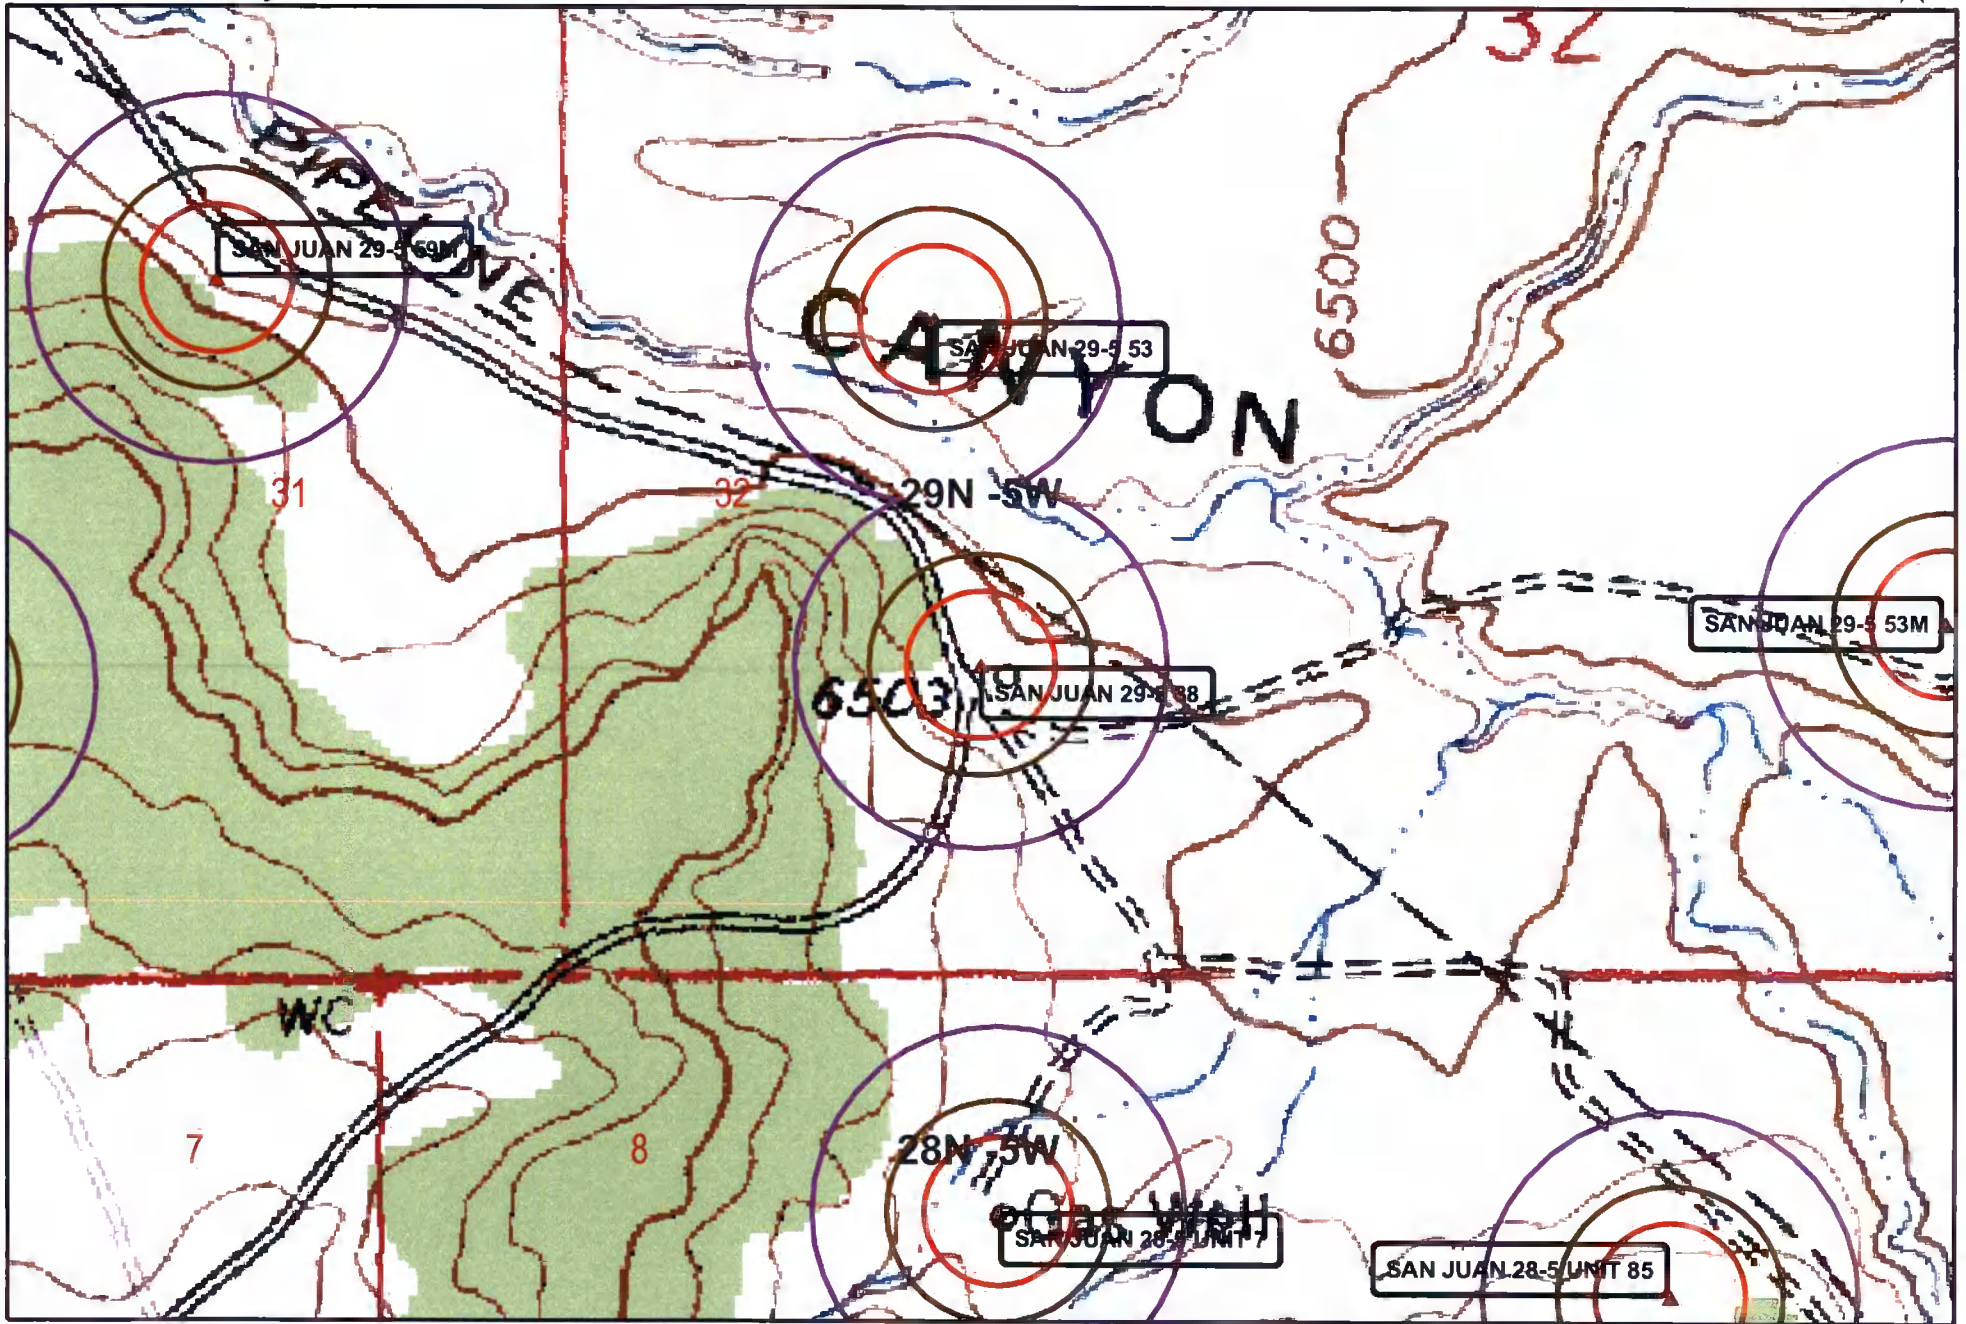 32
PIPELINE
SAN JUAN 29-5 69M
CANYON
SAN JUAN 29-5 53
6500
31
32
29N -5W
SAN JUAN 29-5 53M
6503
SAN JUAN 29-5 38
WC
7
8
28N -5W
Gas Well
SAN JUAN 28-5 UNIT 7
SAN JUAN 28-5 UNIT 85